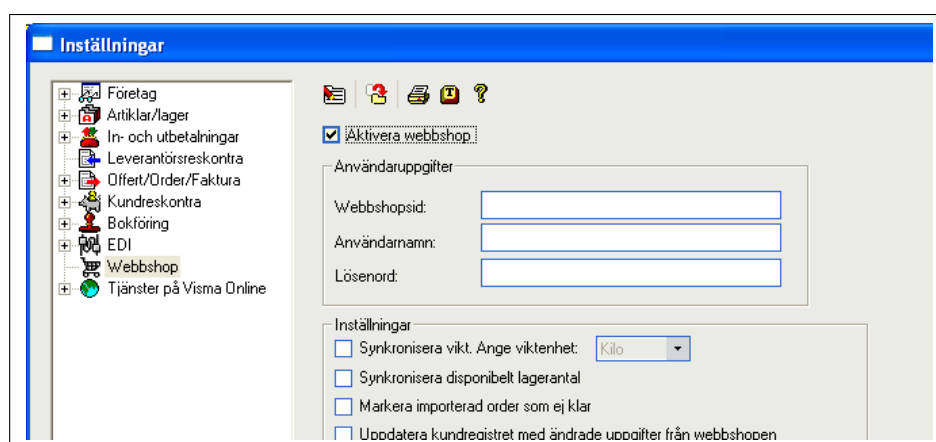 Inställningar
Företag
Artiklar/lager
In- och utbetalningar
Leverantörsreskontra
Offert/Order/Faktura
Kundreskontra
Bokföring
EDI
Webbshop
Tjänster på Visma Online
Aktivera webbshop
Användaruppgifter
Webbshopsid:
Användarnamn:
Lösenord:
Inställningar
Synkronisera vikt. Ange viktenhet: Kilo
Synkronisera disponibelt lagerantal
Markera importerad order som ej klar
Uppdatera kundregistret med ändrade uppgifter från webbshopen